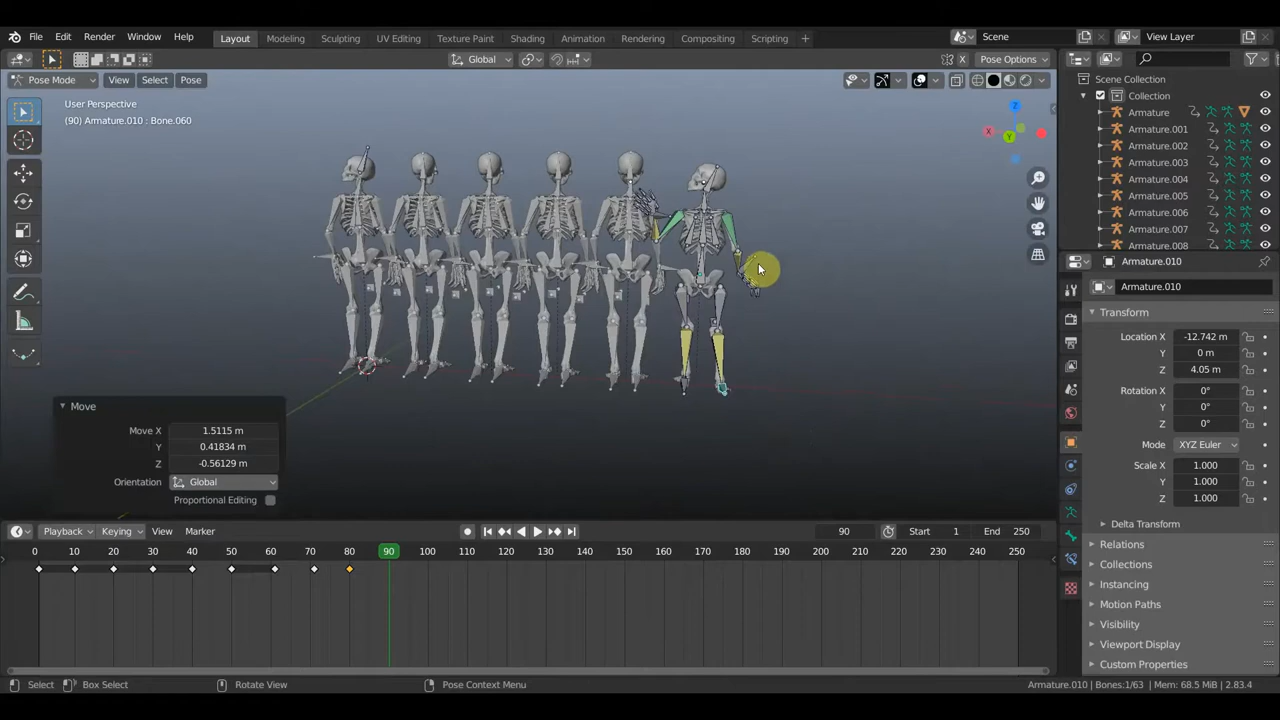 File Edit Render Window Help Layout Modeling Sculpting UV Editing Texture Paint Shading Animation Rendering Compositing Scripting + Scene View Layer
Global X Pose Options
Pose Mode View Select Pose
User Perspective
(90) Armature.010 : Bone.060
Z
X
Y
Scene Collection
Collection
Armature
Armature.001
Armature.002
Armature.003
Armature.004
Armature.005
Armature.006
Armature.007
Armature.008
Armature.010
Armature.010
Transform
Location X -12.742 m
Y 0 m
Z 4.05 m
Rotation X 0°
Y 0°
Z 0°
Mode XYZ Euler
Scale X 1.000
Y 1.000
Z 1.000
Delta Transform
Relations
Collections
Instancing
Motion Paths
Visibility
Viewport Display
Custom Properties
Move
Move X 1.5115 m
Y 0.41834 m
Z -0.56129 m
Orientation Global
Proportional Editing
Playback Keying View Marker 90 Start 1 End 250
0 10 20 30 40 50 60 70 80 90 100 110 120 130 140 150 160 170 180 190 200 210 220 230 240 250
Select Box Select Rotate View Pose Context Menu Armature.010 | Bones:1/63 | Mem: 68.5 MiB | 2.83.4